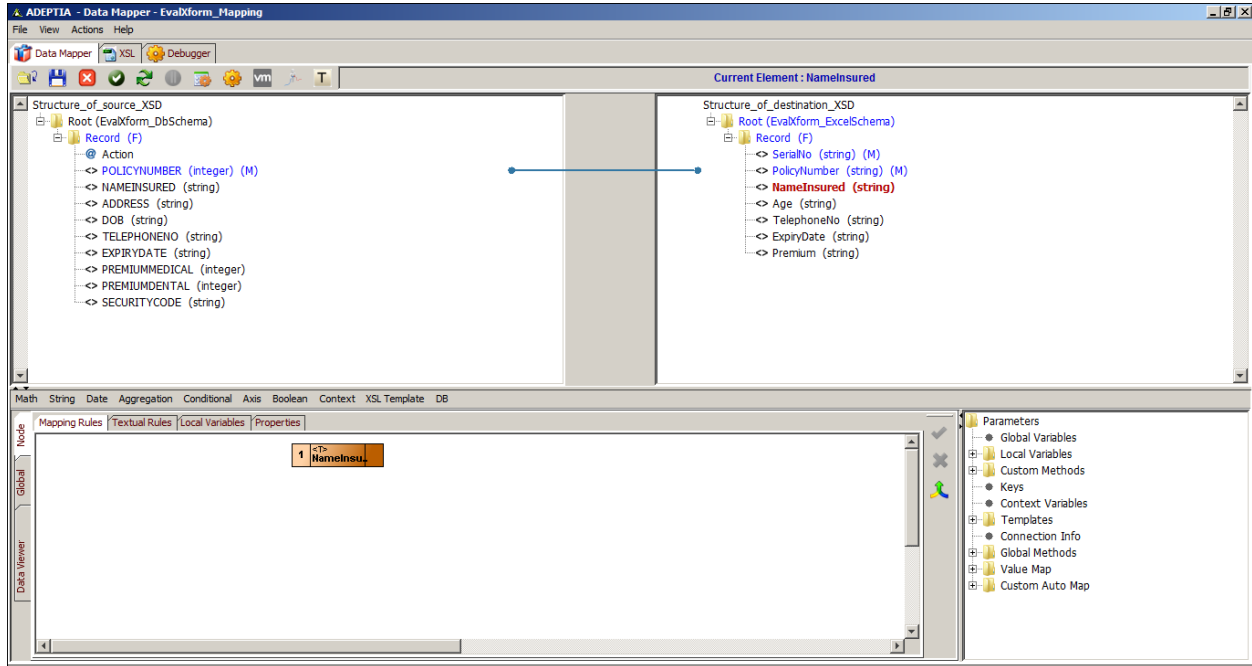 ADEPTIA - Data Mapper - EvalXform_Mapping
File View Actions Help
Data Mapper XSL Debugger
vm T Current Element : NameInsured
Structure_of_source_XSD
Root (EvalXform_DbSchema)
Record (F)
@ Action
<> POLICYNUMBER (integer) (M)
<> NAMEINSURED (string)
<> ADDRESS (string)
<> DOB (string)
<> TELEPHONENO (string)
<> EXPIRYDATE (string)
<> PREMIUMMEDICAL (integer)
<> PREMIUMDENTAL (integer)
<> SECURITYCODE (string)
Structure_of_destination_XSD
Root (EvalXform_ExcelSchema)
Record (F)
<> SerialNo (string) (M)
<> PolicyNumber (string) (M)
<> NameInsured (string)
<> Age (string)
<> TelephoneNo (string)
<> ExpiryDate (string)
<> Premium (string)
Math String Date Aggregation Conditional Axis Boolean Context XSL Template DB
Node
Global
Data Viewer
Mapping Rules Textual Rules Local Variables Properties
1 <T>
NameInsu..
Parameters
Global Variables
Local Variables
Custom Methods
Keys
Context Variables
Templates
Connection Info
Global Methods
Value Map
Custom Auto Map